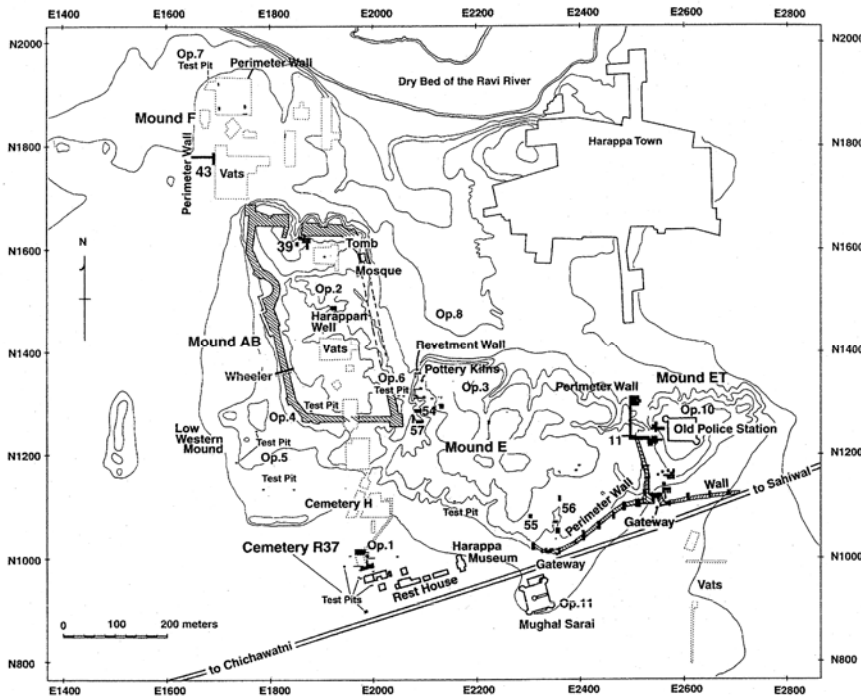 E1400 E1600 E1800 E2000 E2200 E2400 E2600 E2800
N2000
N2000
Op.7
Test Pit
Perimeter Wall
Dry Bed of the Ravi River
Mound F
N1800
N1800
Perimeter Wall
43
Vats
Harappa Town
N
N1600
N1600
39
Tomb
Mosque
Op.2
Harappan
Well
Op.8
Mound AB
Vats
N1400
N1400
Revetment Wall
Pottery Kilns
Wheeler
Op.6
Test Pit
Op.3
Perimeter Wall
Mound ET
Test Pit
Op.4
54
57
Op.10
Old Police Station
11
Low
Western
Mound
Test Pit
Mound E
N1200
N1200
Op.5
Test Pit
Cemetery H
Test Pit
55
56
Perimeter Wall
Wall
to Sahiwal
Gateway
Cemetery R37
Op.1
Harappa
Museum
Gateway
N1000
N1000
Test Pits
Rest House
Vats
Op.11
Mughal Sarai
0 100 200 meters
to Chichawatni
N800
N800
E1400 E1600 E1800 E2000 E2200 E2400 E2600 E2800